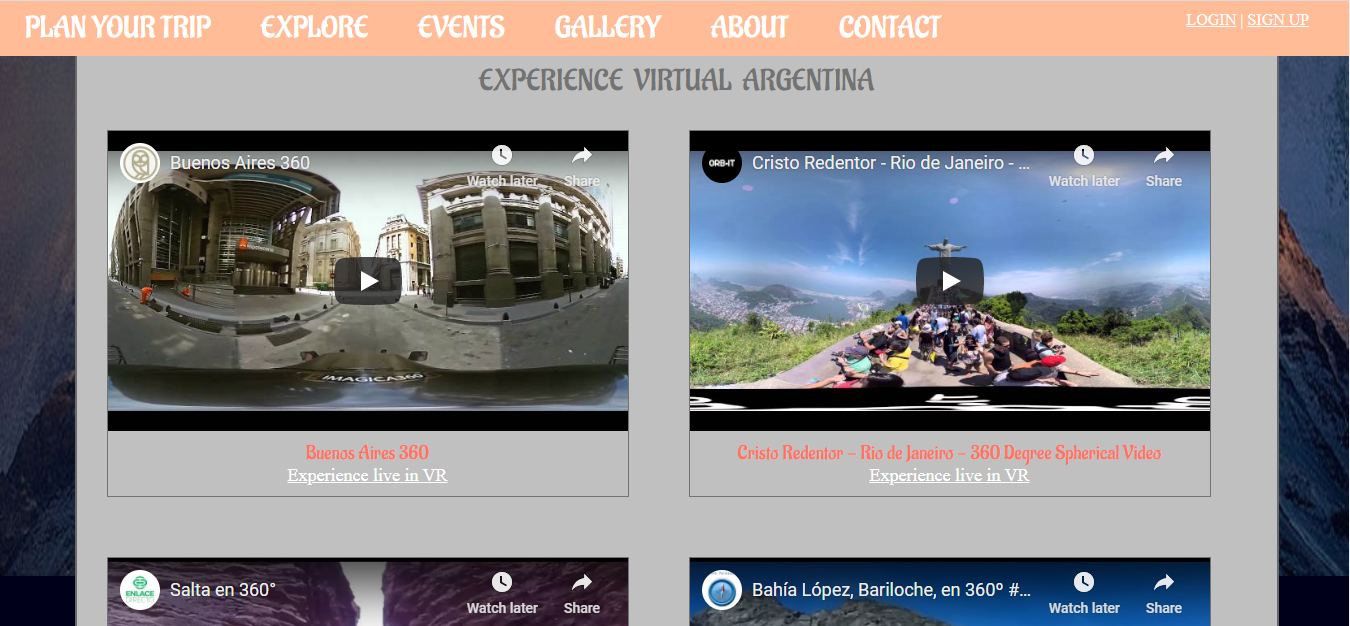 PLAN YOUR TRIP EXPLORE EVENTS GALLERY ABOUT CONTACT LOGIN | SIGN UP
EXPERIENCE VIRTUAL ARGENTINA
Buenos Aires 360 Watch later Share
IMAGICA360
Buenos Aires 360
Experience live in VR
ORB-IT Cristo Redentor - Rio de Janeiro - ... Watch later Share
Cristo Redentor – Rio de Janeiro – 360 Degree Spherical Video
Experience live in VR
ENLACE Salta en 360° Watch later Share
Bahía López, Bariloche, en 360º #... Watch later Share